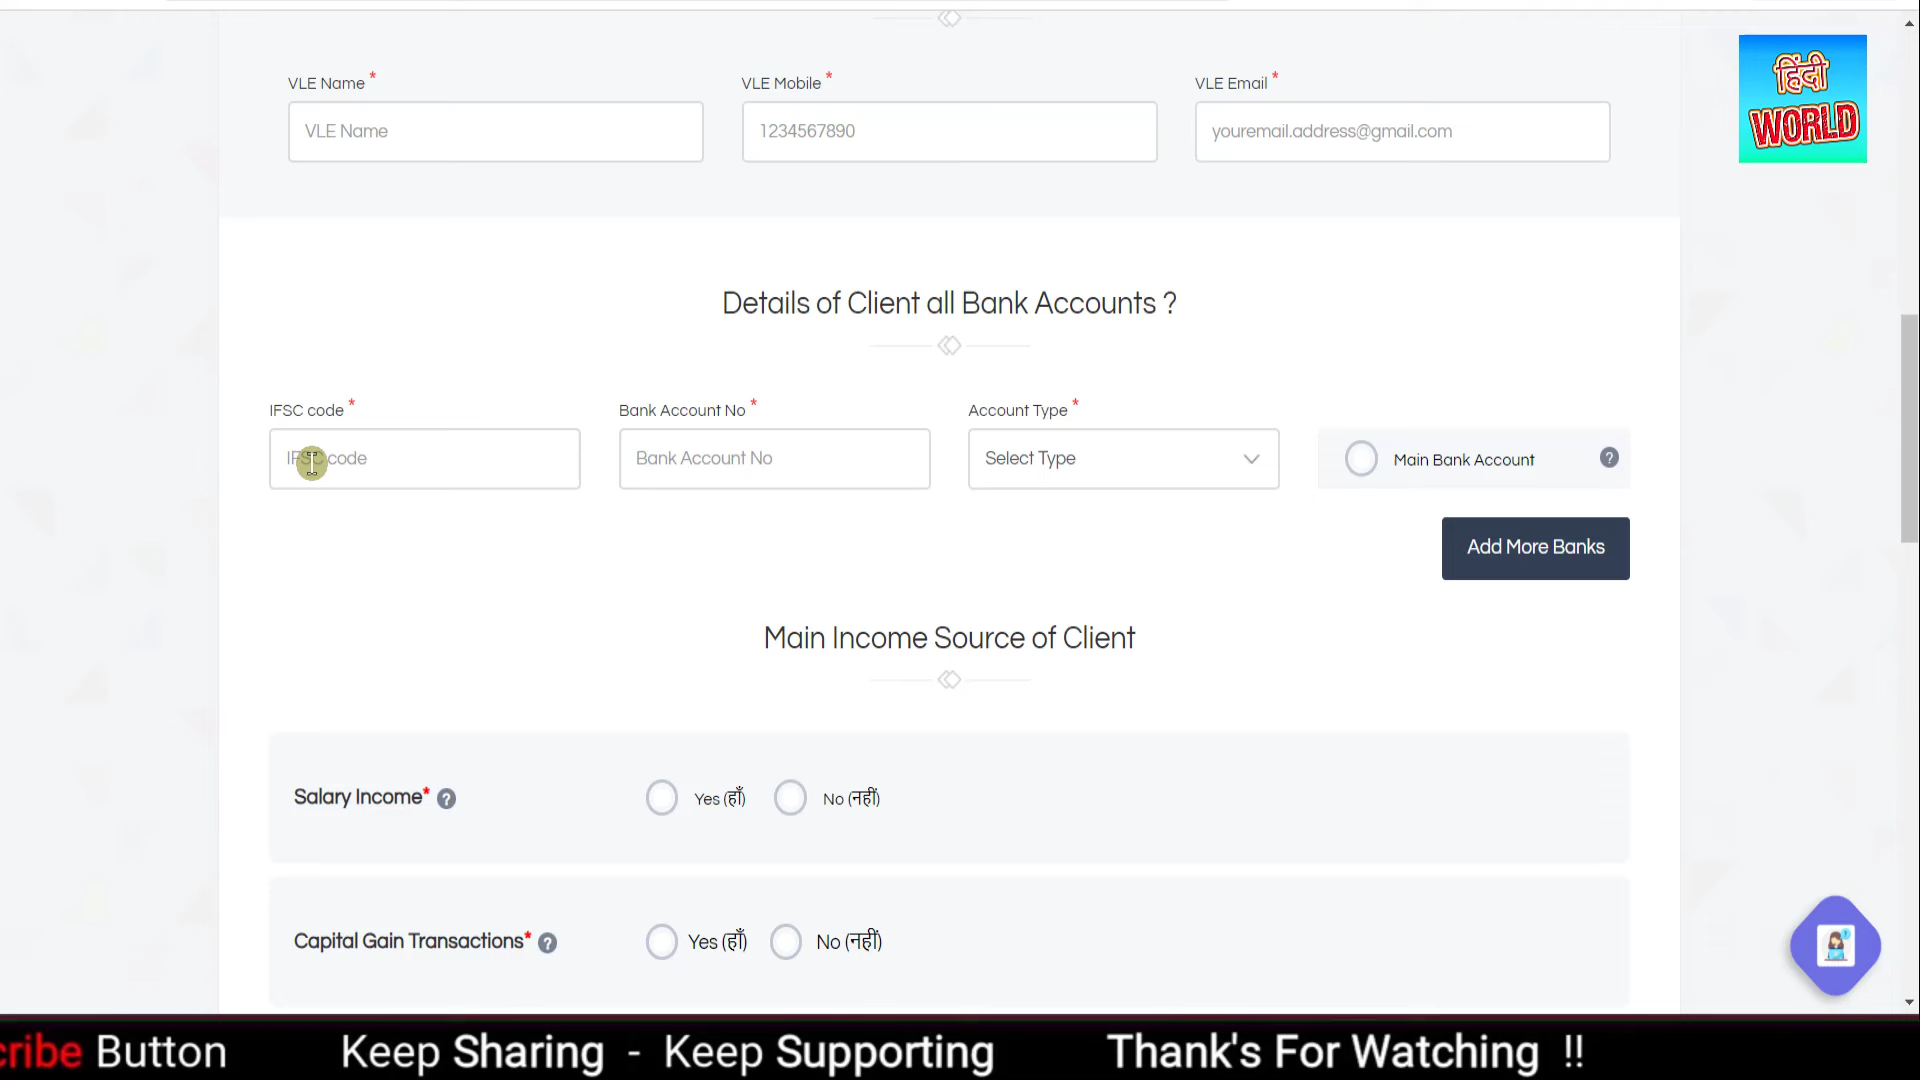 VLE Name *
VLE Mobile *
VLE Email *
VLE Name
1234567890
youremail.address@gmail.com
हिंदी
WORLD
Details of Client all Bank Accounts ?
IFSC code *
Bank Account No *
Account Type *
IFSC code
Bank Account No
Select Type
Main Bank Account
?
Add More Banks
Main Income Source of Client
Salary Income* ?
Yes (हाँ)
No (नहीं)
Capital Gain Transactions* ?
Yes (हाँ)
No (नहीं)
cribe Button Keep Sharing - Keep Supporting Thank's For Watching !!